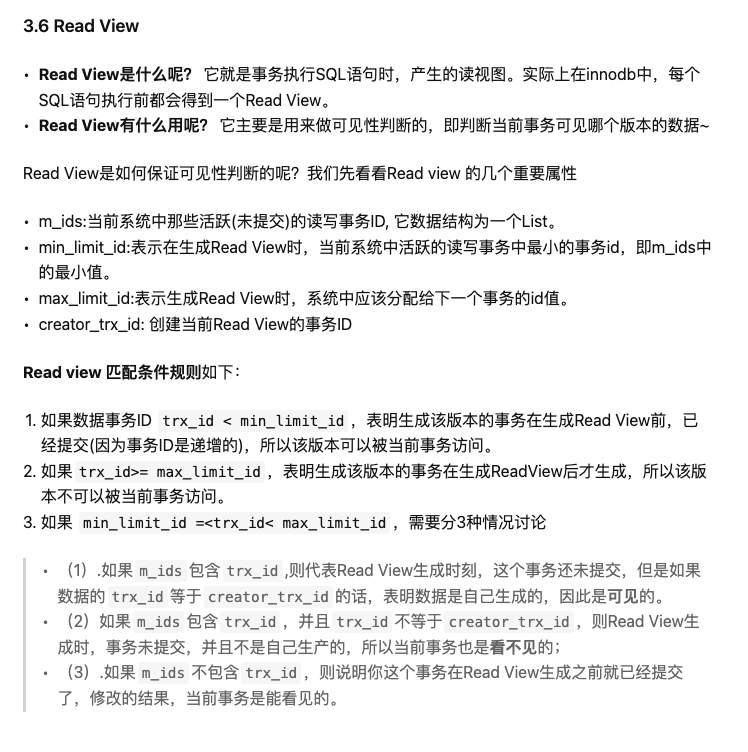 3.6 Read View
• Read View是什么呢？ 它就是事务执行SQL语句时，产生的读视图。实际上在innodb中，每个
SQL语句执行前都会得到一个Read View。
• Read View有什么用呢？ 它主要是用来做可见性判断的，即判断当前事务可见哪个版本的数据~
Read View是如何保证可见性判断的呢？我们先看看Read view 的几个重要属性
• m_ids:当前系统中那些活跃(未提交)的读写事务ID, 它数据结构为一个List。
• min_limit_id:表示在生成Read View时，当前系统中活跃的读写事务中最小的事务id，即m_ids中
的最小值。
• max_limit_id:表示生成Read View时，系统中应该分配给下一个事务的id值。
• creator_trx_id: 创建当前Read View的事务ID
Read view 匹配条件规则如下：
1. 如果数据事务ID trx_id < min_limit_id ，表明生成该版本的事务在生成Read View前，已
经提交(因为事务ID是递增的)，所以该版本可以被当前事务访问。
2. 如果 trx_id>= max_limit_id ，表明生成该版本的事务在生成ReadView后才生成，所以该版
本不可以被当前事务访问。
3. 如果 min_limit_id =<trx_id< max_limit_id ，需要分3种情况讨论
• （1）.如果 m_ids 包含 trx_id ,则代表Read View生成时刻，这个事务还未提交，但是如果
数据的 trx_id 等于 creator_trx_id 的话，表明数据是自己生成的，因此是可见的。
• （2）如果 m_ids 包含 trx_id ，并且 trx_id 不等于 creator_trx_id ，则Read View生
成时，事务未提交，并且不是自己生产的，所以当前事务也是看不见的；
• （3）.如果 m_ids 不包含 trx_id ，则说明你这个事务在Read View生成之前就已经提交
了，修改的结果，当前事务是能看见的。